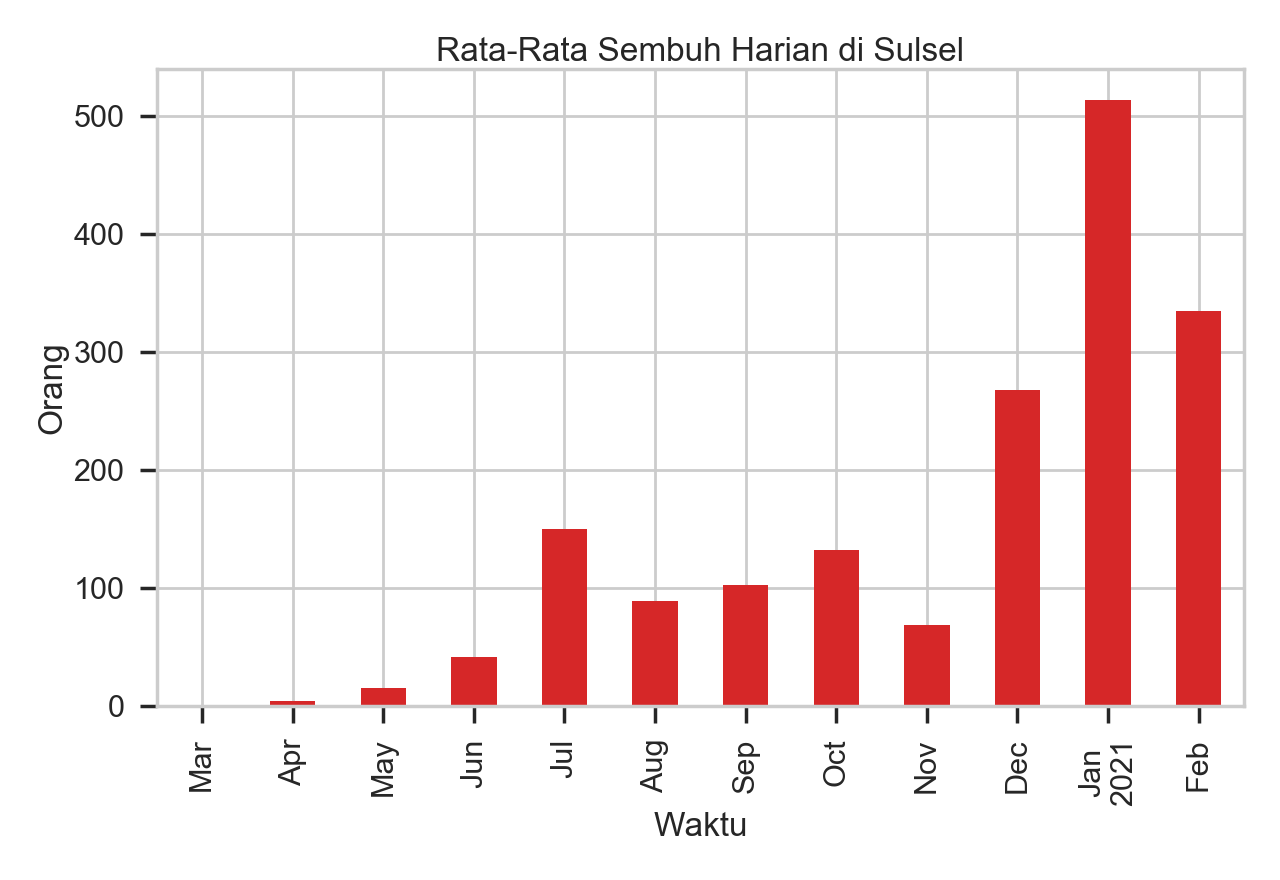 Rata-Rata Sembuh Harian di Sulsel
500
400
300
200
100
0
Orang
Mar
Apr
May
Jun
Jul
Aug
Sep
Oct
Nov
Dec
Jan
2021
Feb
Waktu